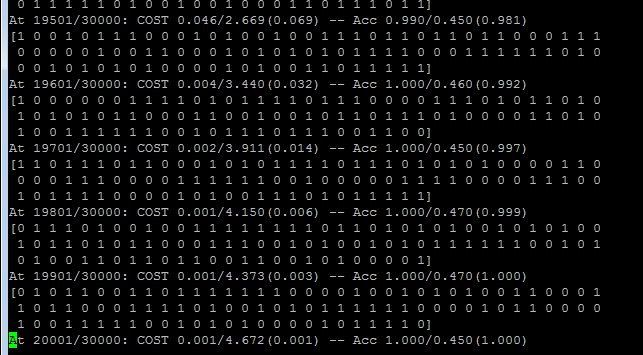 0 1 1 1 1 0 1 0 0 1 0 0 1 0 0 0 1 1 0 1 1 1 0 1 1]
At 19501/30000: COST 0.046/2.669(0.069) -- Acc 0.990/0.450(0.981)
[1 0 0 1 0 1 0 0 0 1 0 0 0 1 1 0 1 0 1 1 1 0 1 1 0 1 1 0 0 0 1 1 1
0 0 0 0 1 0 0 1 1 0 0 0 1 0 1 0 1 1 1 1 0 0 0 1 1 1 1 1 1 0 1 0
0 0 1 0 1 0 1 0 1 0 0 0 0 1 0 1 0 0 1 1 0 1 1 1 1 1]
At 19601/30000: COST 0.004/3.440(0.032) -- Acc 1.000/0.460(0.992)
[1 0 0 0 0 0 0 1 1 1 1 0 1 0 1 1 1 0 1 1 1 0 0 0 0 1 1 0 1 0 1 0
1 1 0 1 0 1 1 0 0 1 1 0 0 1 0 1 0 1 0 1 0 1 0 0 0 0 1 1 0 1 0
1 0 0 1 1 1 1 1 1 0 0 1 0 1 1 1 0 1 1 1 0 0 1 1 0 0]
At 19701/30000: COST 0.002/3.911(0.014) -- Acc 1.000/0.450(0.997)
[1 1 0 1 1 0 1 1 0 0 0 1 0 1 0 1 1 1 1 0 1 1 1 0 1 0 1 0 1 0 0 0 0 1 1 0
0 0 0 1 1 1 0 0 0 0 1 1 1 1 1 1 0 0 1 0 0 0 0 0 1 1 1 1 0 0 0 0 1 1 1 0 0
1 0 1 1 0 1 1 1 1 0 0 0 1 0 1 0 0 1 1 1 0 1 0 1 1 1 1 1]
At 19801/30000: COST 0.001/4.150(0.006) -- Acc 1.000/0.470(0.999)
[0 1 1 1 0 0 0 1 0 0 1 1 1 1 1 1 1 1 0 1 1 0 1 0 1 0 1 1 0 0 1 0 1 0 0
1 0 1 1 0 1 1 0 1 1 1 0 0 1 0 0 1 0 1 1 0 1 0 1 1 1 1 1 1 0 0 1 0 1
0 1 0 0 1 1 0 0 1 0 1 1 1 0 0 1 0 1 1 0 1 0 0 0 0 1]
At 19901/30000: COST 0.001/4.373(0.003) -- Acc 1.000/0.470(1.000)
[0 1 0 1 1 0 0 1 1 0 1 1 1 1 1 1 1 0 0 0 0 1 0 0 1 0 1 0 0 1 1 0 0 0 1
1 0 1 1 0 1 1 1 0 0 0 1 0 0 1 0 1 1 1 1 1 1 0 0 0 0 1 0 1 1 0 0 0 0
1 0 0 1 1 1 1 1 0 0 1 0 1 0 0 0 1 0 1 0 0 1 0 1 1 1 0]
At 20001/30000: COST 0.001/4.672(0.001) -- Acc 1.000/0.450(1.000)